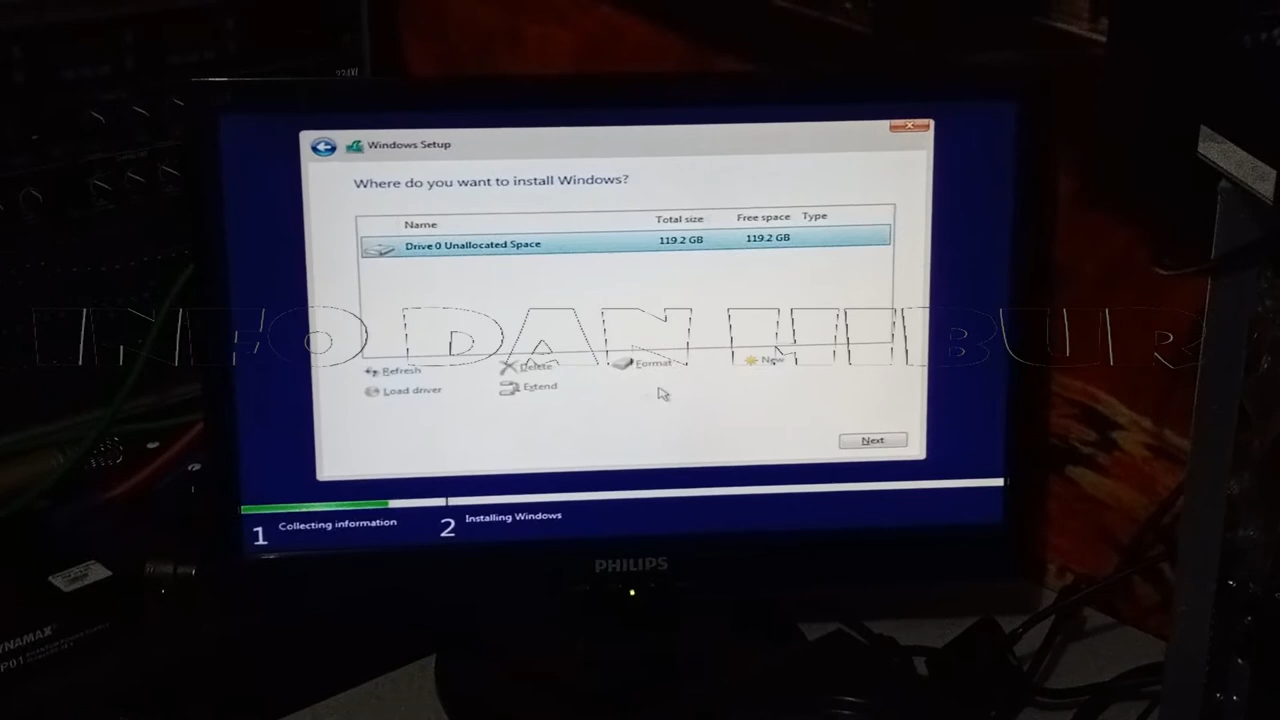 Windows Setup
Where do you want to install Windows?
Name Total size Free space Type
Drive 0 Unallocated Space 119.2 GB 119.2 GB
INFO DAN HIBUR
Refresh Delete Format New
Load driver Extend
Next
1 Collecting information 2 Installing Windows
PHILIPS
YNAMAX
P01